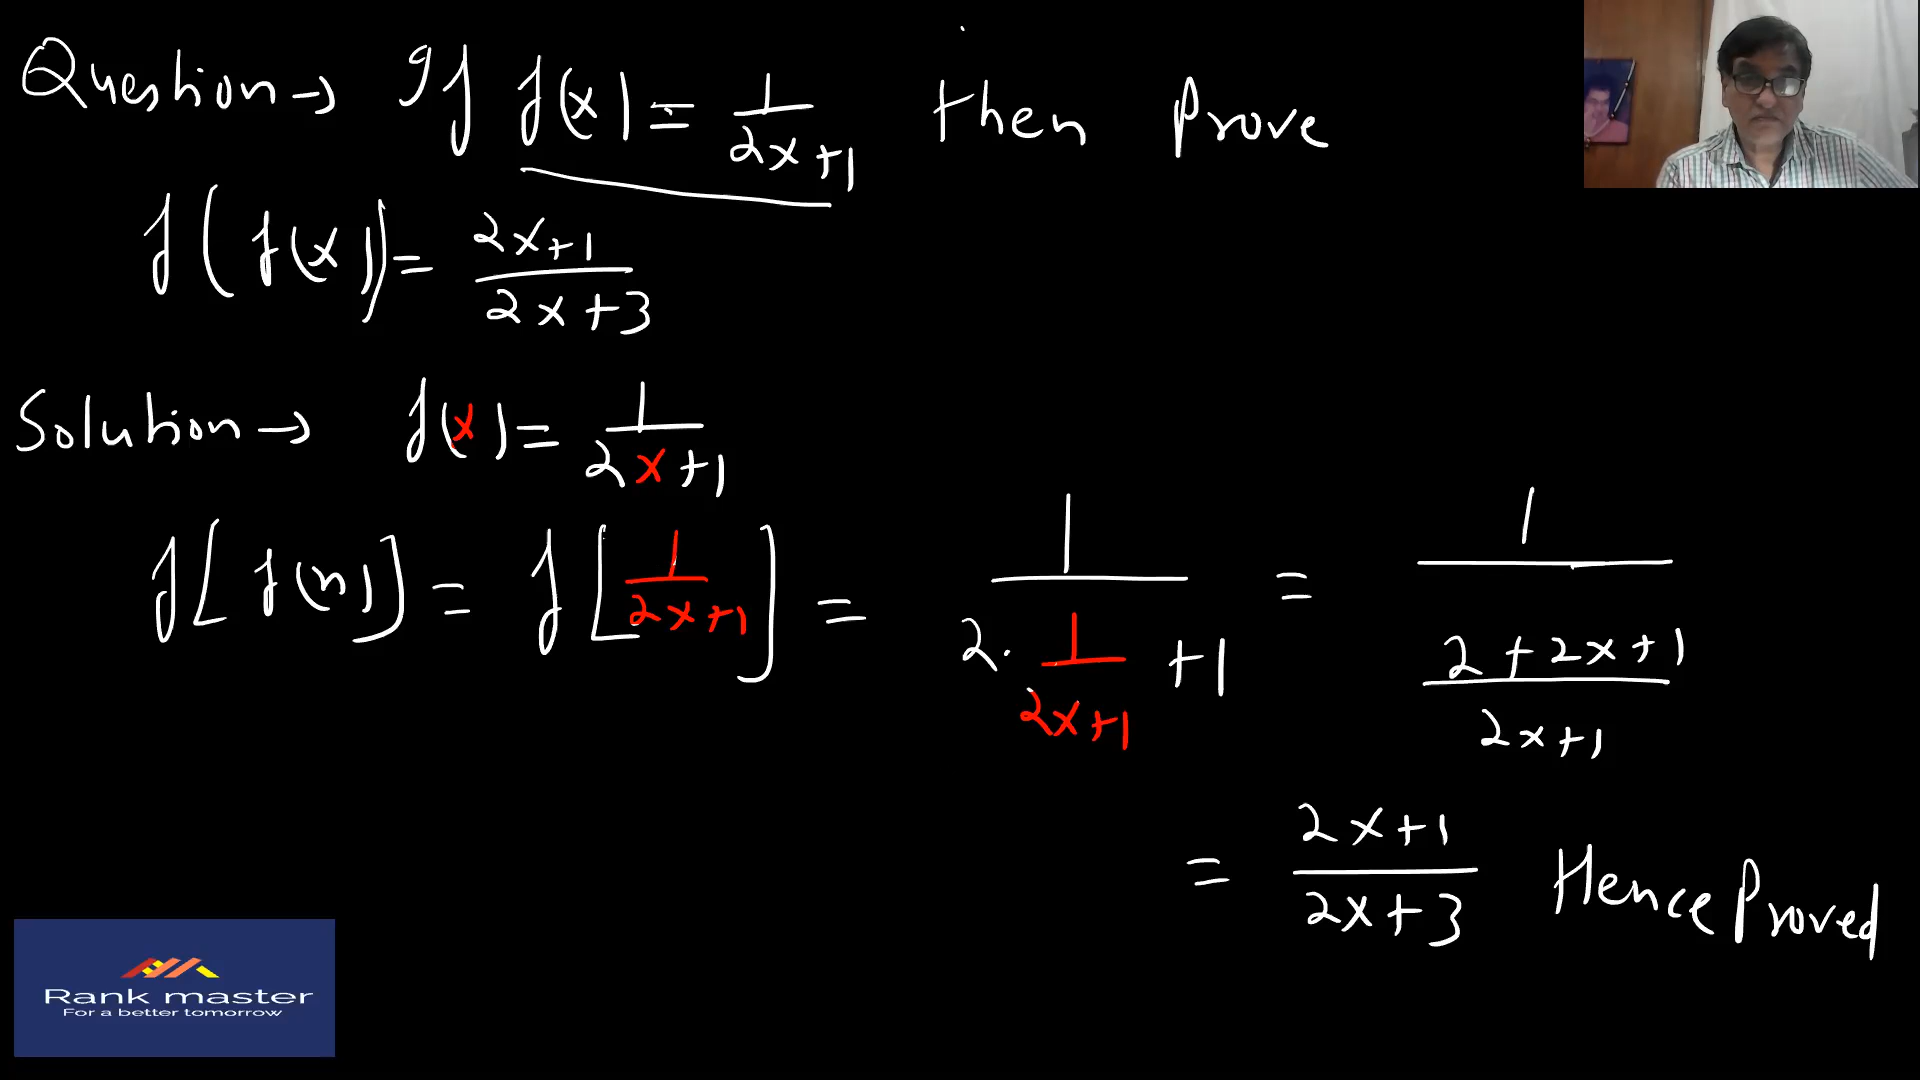 Question → If f(x) = 1/(2x+1) then Prove
f(f(x)) = (2x+1)/(2x+3)
Solution → f(x) = 1/(2x+1)
f[f(n)] = f[1/(2x+1)] = 1/(2·1/(2x+1) +1) = 1/((2+2x+1)/(2x+1))
= (2x+1)/(2x+3) Hence Proved
Rank master
For a better tomorrow